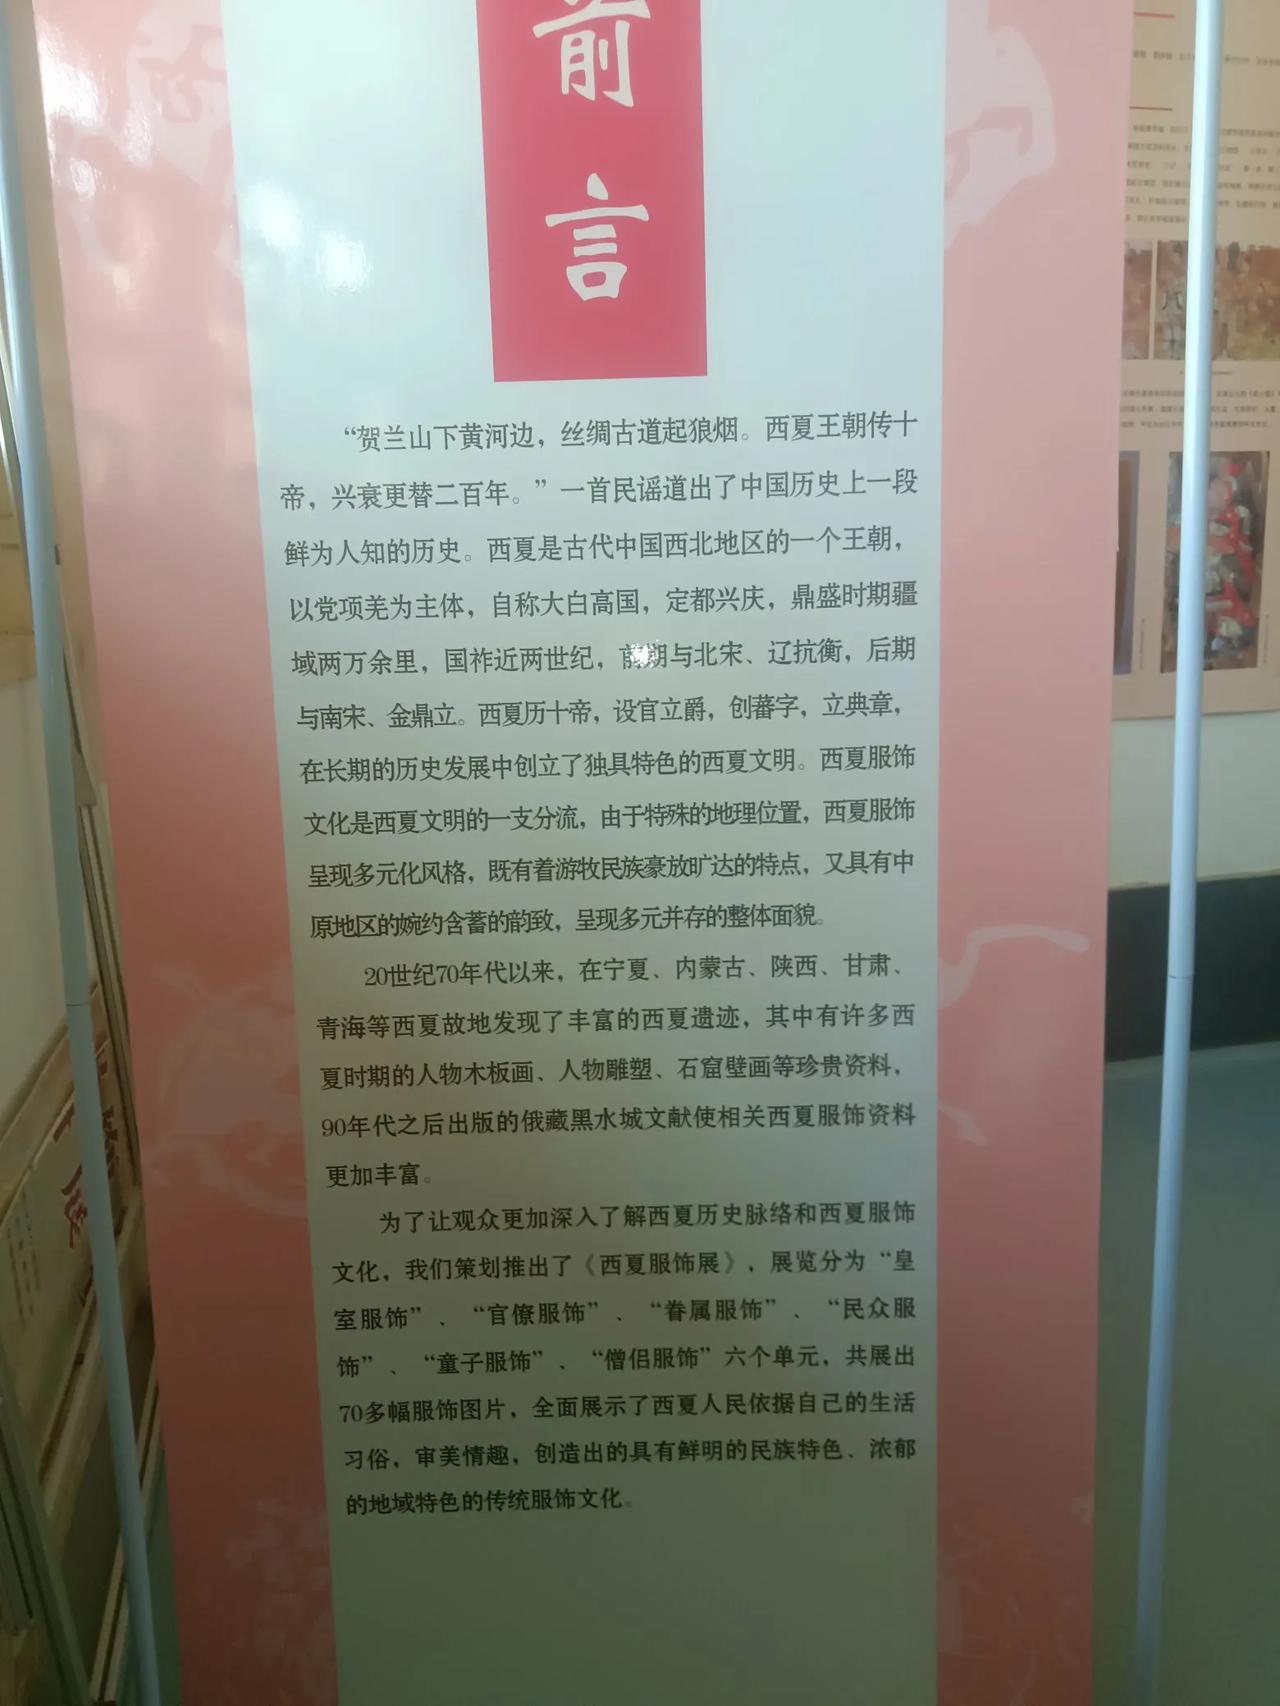 前
言
“贺兰山下黄河边，丝绸古道起狼烟。西夏王朝传十
帝，兴衰更替二百年。”一首民谣道出了中国历史上一段
鲜为人知的历史。西夏是古代中国西北地区的一个王朝，
以党项羌为主体，自称大白高国，定都兴庆，鼎盛时期疆
域两万余里，国祚近两世纪，前期与北宋、辽抗衡，后期
与南宋、金鼎立。西夏历十帝，设官立爵，创蕃字，立典章，
在长期的历史发展中创立了独具特色的西夏文明。西夏服饰
文化是西夏文明的一支分流，由于特殊的地理位置，西夏服饰
呈现多元化风格，既有着游牧民族豪放旷达的特点，又具有中
原地区的婉约含蓄的韵致，呈现多元并存的整体面貌。
20世纪70年代以来，在宁夏、内蒙古、陕西、甘肃、
青海等西夏故地发现了丰富的西夏遗迹，其中有许多西
夏时期的人物木板画、人物雕塑、石窟壁画等珍贵资料，
90年代之后出版的俄藏黑水城文献使相关西夏服饰资料
更加丰富。
为了让观众更加深入了解西夏历史脉络和西夏服饰
文化，我们策划推出了《西夏服饰展》，展览分为“皇
室服饰”、“官僚服饰”、“眷属服饰”、“民众服
饰”、“童子服饰”、“僧侣服饰”六个单元，共展出
70多幅服饰图片，全面展示了西夏人民依据自己的生活
习俗，审美情趣，创造出的具有鲜明的民族特色、浓郁
的地域特色的传统服饰文化。